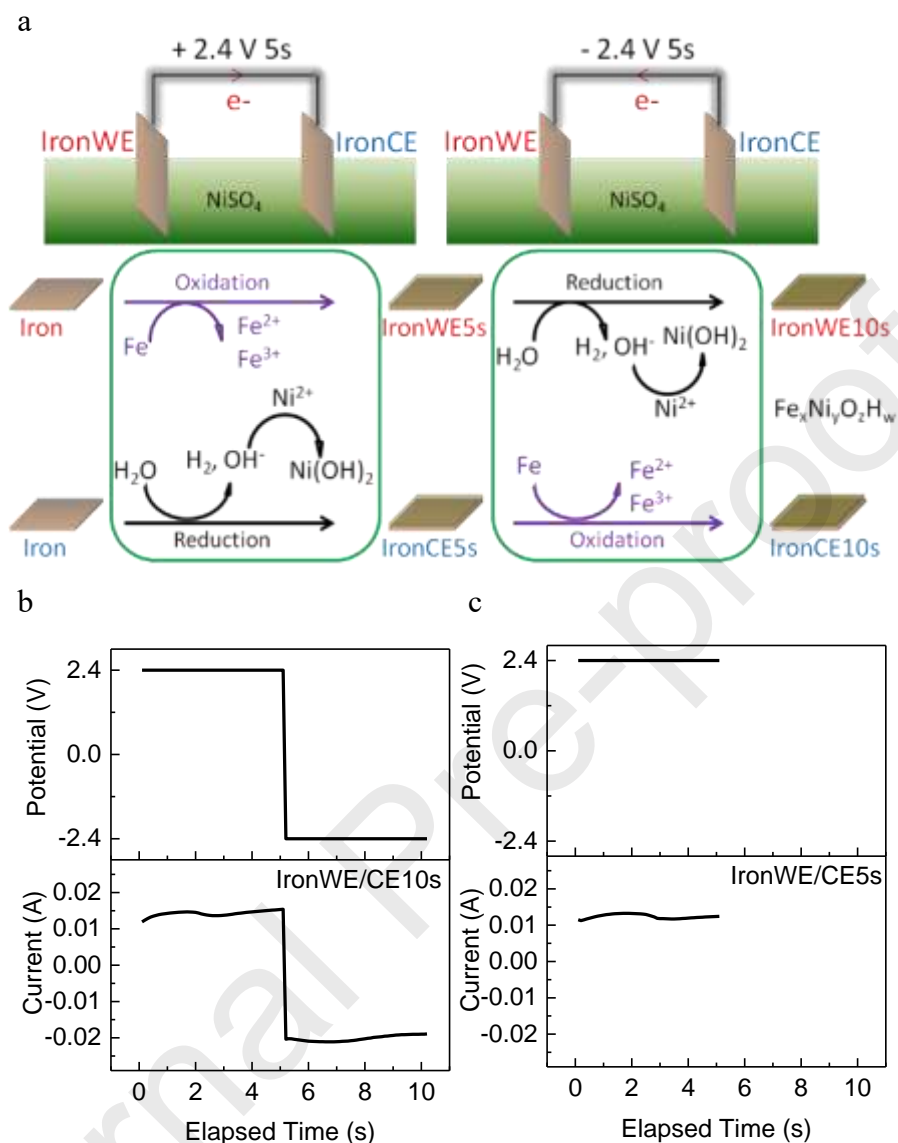 a
+ 2.4 V 5s
- 2.4 V 5s
e-
e-
IronWE
IronCE
IronWE
IronCE
NiSO₄
NiSO₄
Oxidation
Reduction
Iron
Fe
Fe²⁺
Fe³⁺
IronWE5s
H₂O
H₂, OH⁻
Ni(OH)₂
Ni²⁺
IronWE10s
FeₓNiᵧO_zH_w
Ni²⁺
H₂O
H₂, OH⁻
Ni(OH)₂
Fe
Fe²⁺
Fe³⁺
Iron
Reduction
IronCE5s
Oxidation
IronCE10s
b
c
Potential (V)
2.4
0.0
-2.4
Potential (V)
2.4
0.0
-2.4
IronWE/CE10s
IronWE/CE5s
Current (A)
0.02
0.01
0.00
-0.01
-0.02
Current (A)
0.02
0.01
0.00
-0.01
-0.02
0 2 4 6 8 10
0 2 4 6 8 10
Elapsed Time (s)
Elapsed Time (s)
rnal Pre-proof